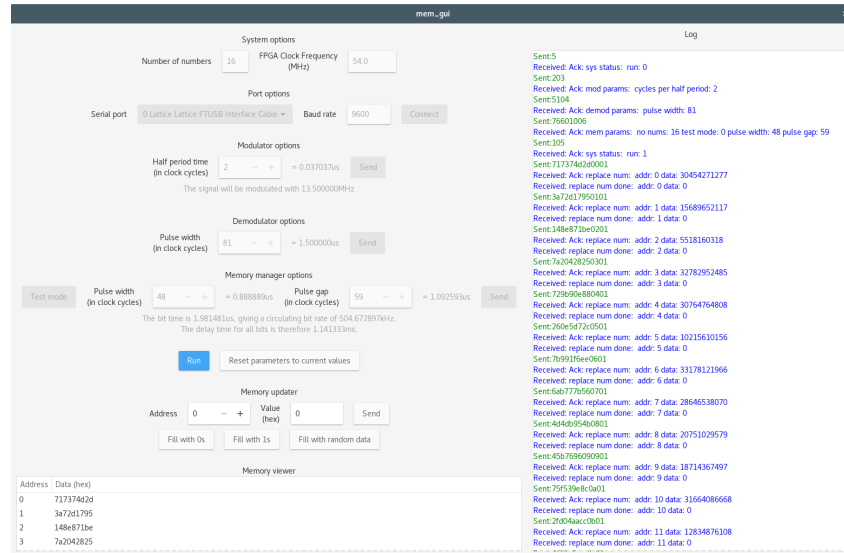 mem_gui
System options
Number of numbers 16 FPGA Clock Frequency (MHz) 54.0
Port options
Serial port 0 Lattice Lattice FTUSB Interface Cable Baud rate 9600 Connect
Modulator options
Half period time (in clock cycles) 2 − + = 0.037037us Send
The signal will be modulated with 13.500000MHz
Demodulator options
Pulse width (in clock cycles) 81 − + = 1.500000us Send
Memory manager options
Test mode Pulse width (in clock cycles) 48 − + = 0.888889us Pulse gap (in clock cycles) 59 − + = 1.092593us Send
The bit time is 1.981481us, giving a circulating bit rate of 504.672897kHz.
The delay time for all bits is therefore 1.141333ms.
Run Reset parameters to current values
Memory updater
Address 0 − + Value (hex) 0 Send
Fill with 0s Fill with 1s Fill with random data
Memory viewer
Address Data (hex)
0 717374d2d
1 3a72d1795
2 148e871be
3 7a2042825
Log
Sent:5
Received: Ack: sys status: run: 0
Sent:203
Received: Ack: mod params: cycles per half period: 2
Sent:5104
Received: Ack: demod params: pulse width: 81
Sent:76601006
Received: Ack: mem params: no nums: 16 test mode: 0 pulse width: 48 pulse gap: 59
Sent:105
Received: Ack: sys status: run: 1
Sent:717374d2d0001
Received: Ack: replace num: addr: 0 data: 30454271277
Received: replace num done: addr: 0 data: 0
Sent:3a72d17950101
Received: Ack: replace num: addr: 1 data: 15689652117
Received: replace num done: addr: 1 data: 0
Sent:148e871be0201
Received: Ack: replace num: addr: 2 data: 5518160318
Received: replace num done: addr: 2 data: 0
Sent:7a20428250301
Received: Ack: replace num: addr: 3 data: 32782952485
Received: replace num done: addr: 3 data: 0
Sent:729b90e880401
Received: Ack: replace num: addr: 4 data: 30764764808
Received: replace num done: addr: 4 data: 0
Sent:260e5d72c0501
Received: Ack: replace num: addr: 5 data: 10215610156
Received: replace num done: addr: 5 data: 0
Sent:7b991f6ee0601
Received: Ack: replace num: addr: 6 data: 33178121966
Received: replace num done: addr: 6 data: 0
Sent:6ab777b560701
Received: Ack: replace num: addr: 7 data: 28646538070
Received: replace num done: addr: 7 data: 0
Sent:4d4db954b0801
Received: Ack: replace num: addr: 8 data: 20751029579
Received: replace num done: addr: 8 data: 0
Sent:45b7696090901
Received: Ack: replace num: addr: 9 data: 18714367497
Received: replace num done: addr: 9 data: 0
Sent:75f539e8c0a01
Received: Ack: replace num: addr: 10 data: 31664086668
Received: replace num done: addr: 10 data: 0
Sent:2fd04aacc0b01
Received: Ack: replace num: addr: 11 data: 12834876108
Received: replace num done: addr: 11 data: 0